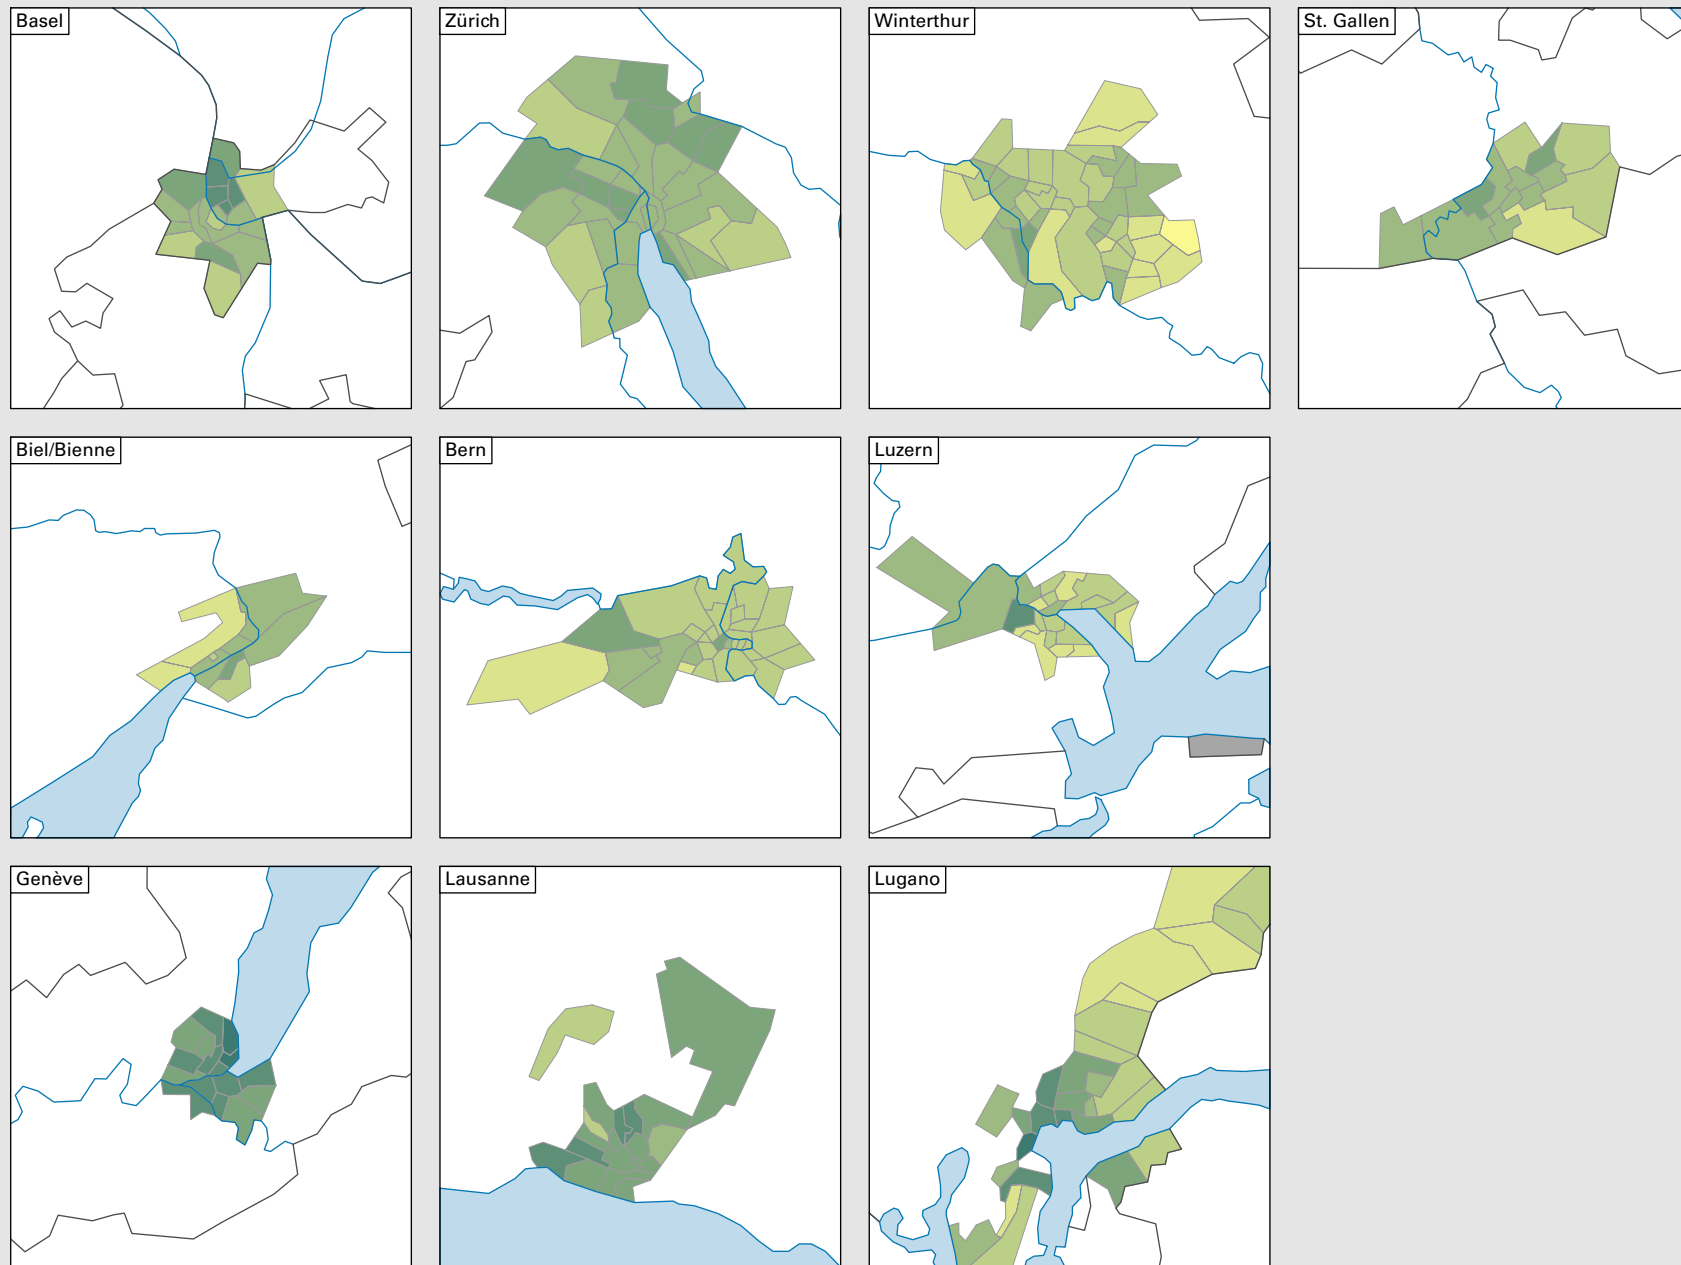 Basel
Zürich
Winterthur
St. Gallen
Biel/Bienne
Bern
Luzern
Genève
Lausanne
Lugano